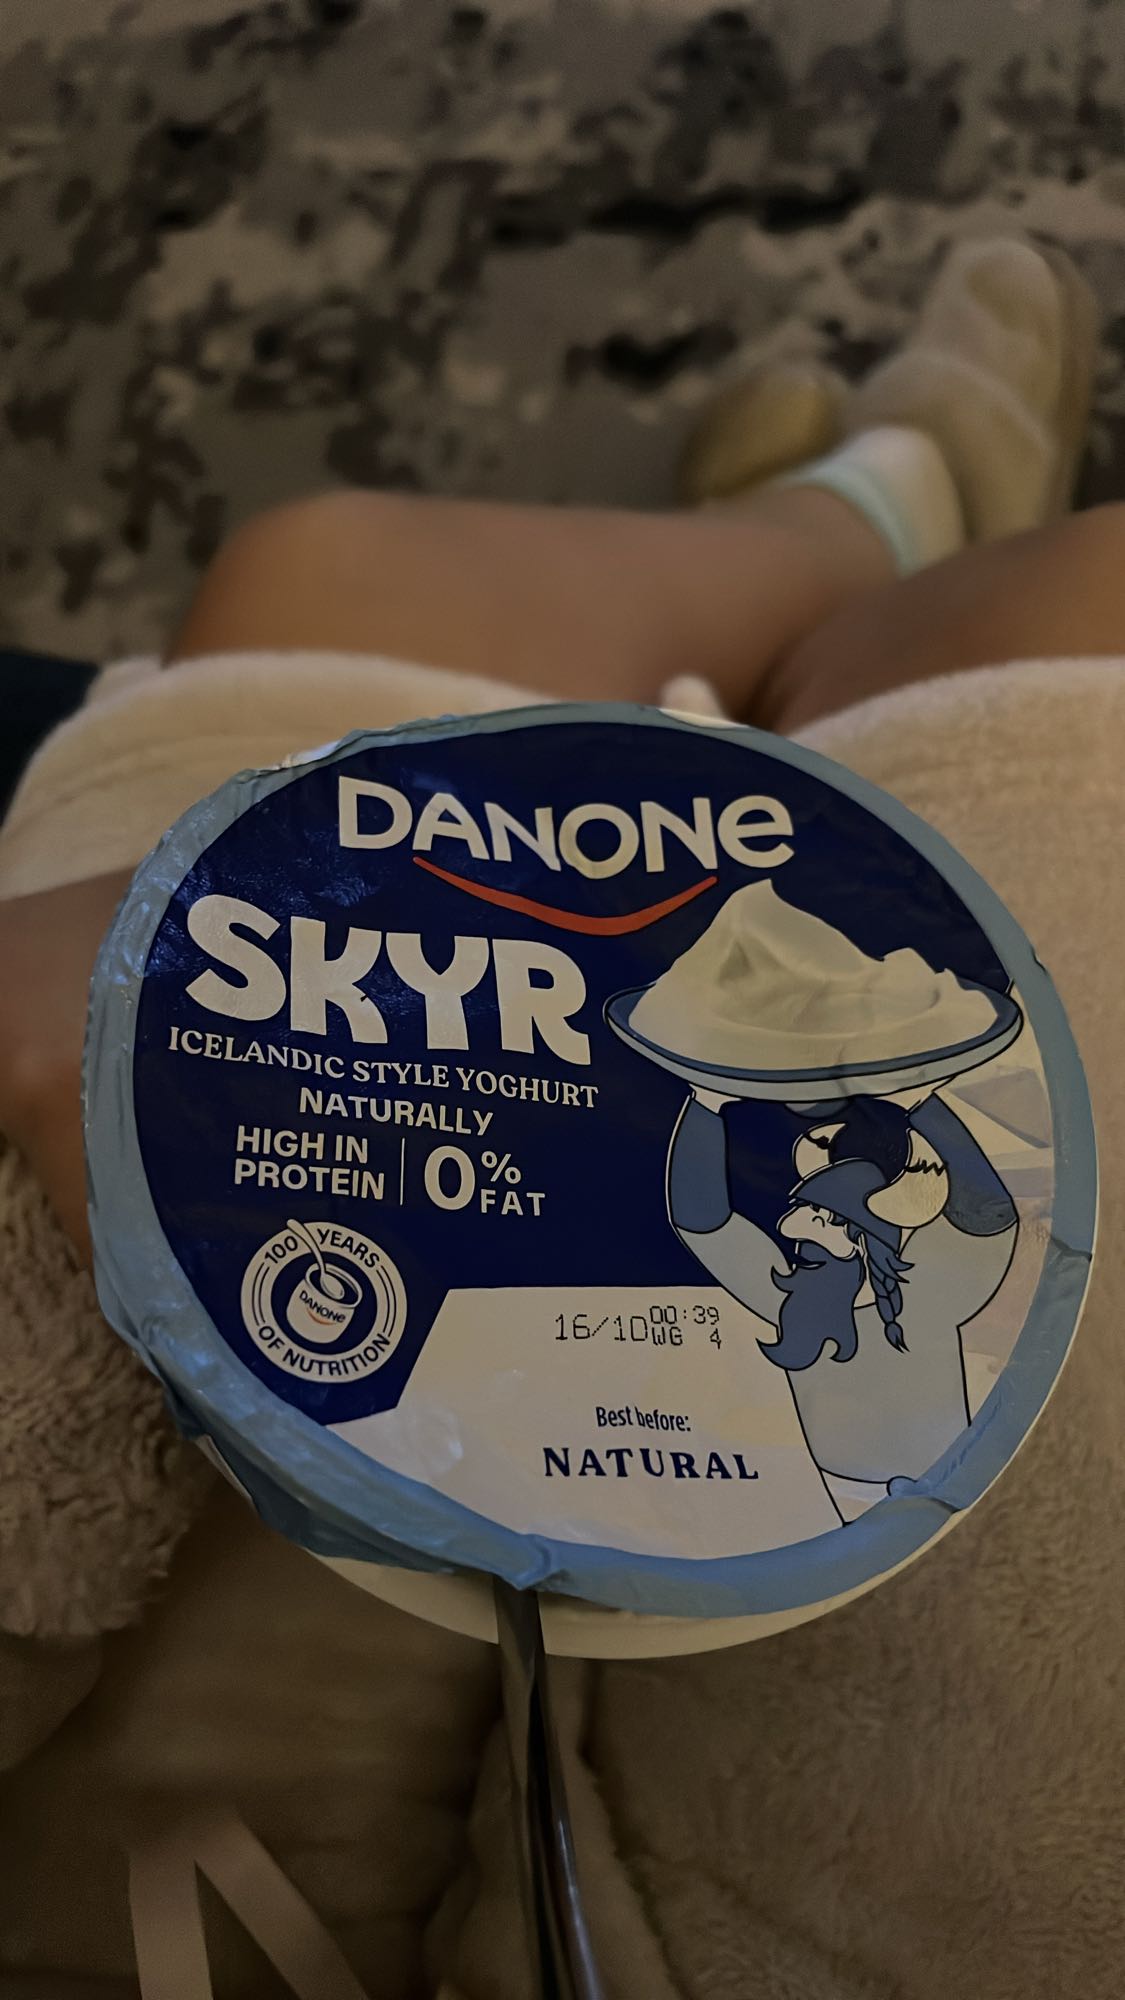 DANONE
SKYR
ICELANDIC STYLE YOGHURT
NATURALLY
HIGH IN
PROTEIN
0%
FAT
100 YEARS
DANONE
OF NUTRITION
16/10 00:39
WG 4
Best before:
NATURAL